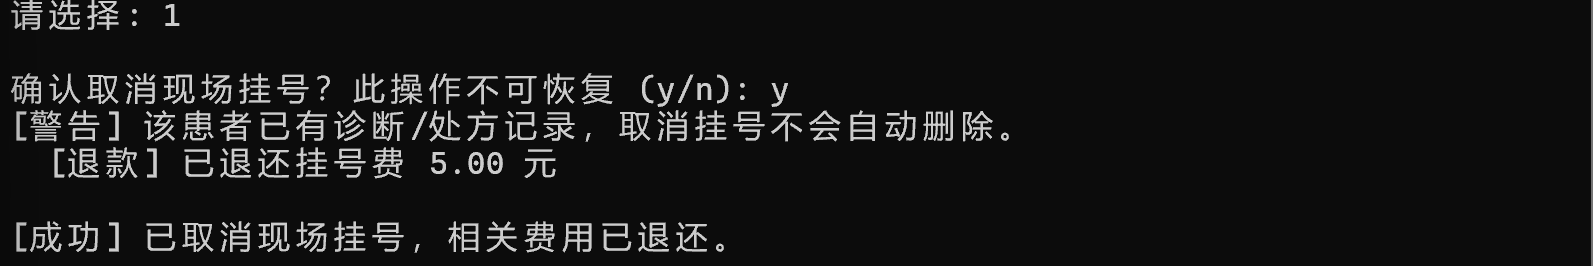 请选择: 1
确认取消现场挂号? 此操作不可恢复 (y/n): y
[警告] 该患者已有诊断/处方记录, 取消挂号不会自动删除。
[退款] 已退还挂号费 5.00 元
[成功] 已取消现场挂号, 相关费用已退还。